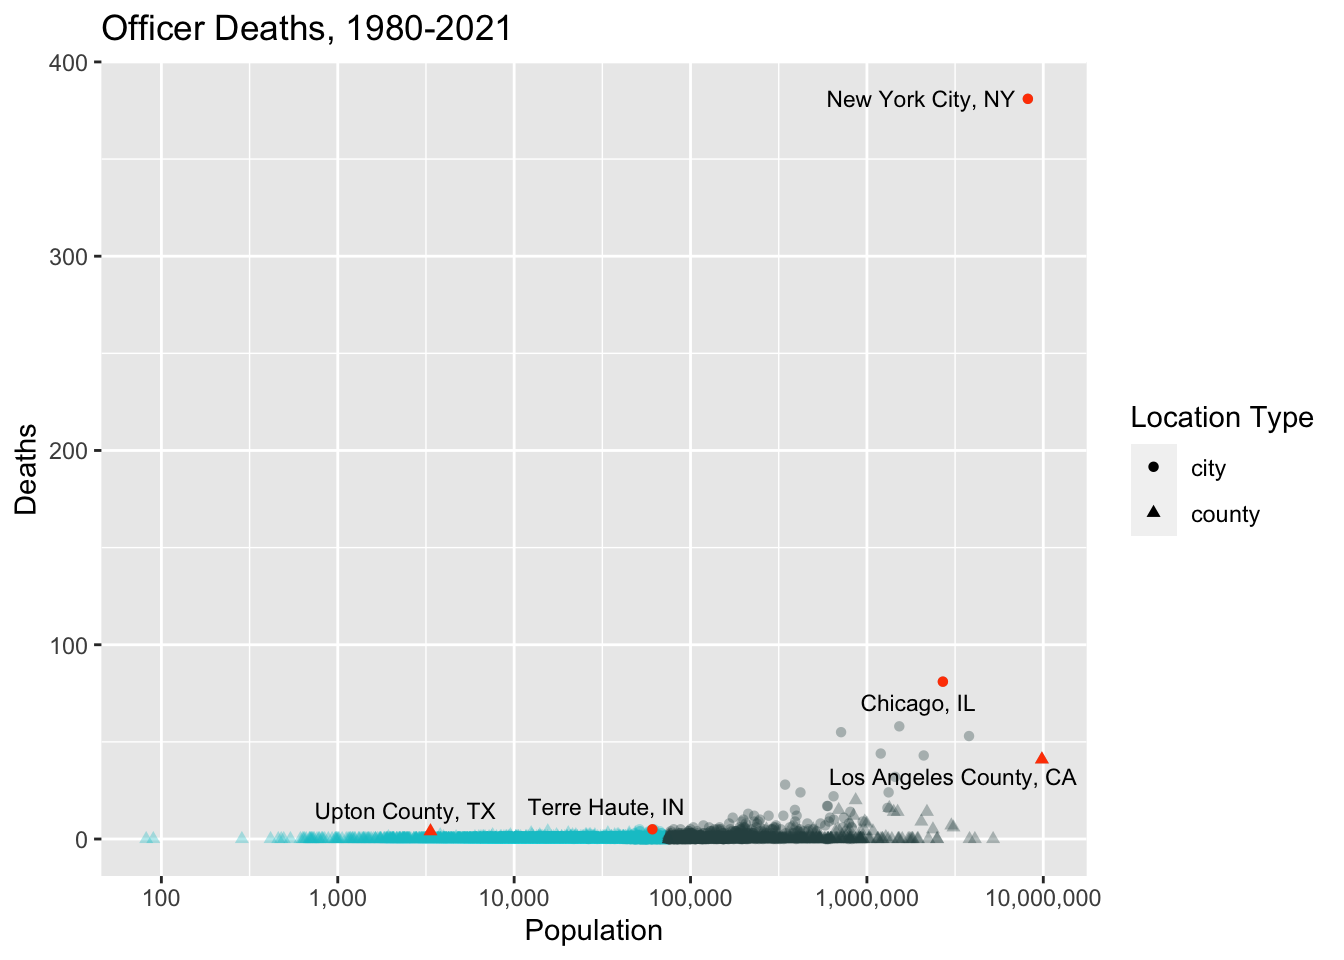 Officer Deaths, 1980-2021
400
300
200
100
0
Deaths
New York City, NY
Chicago, IL
Los Angeles County, CA
Upton County, TX
Terre Haute, IN
100
1,000
10,000
100,000
1,000,000
10,000,000
Population
Location Type
city
county